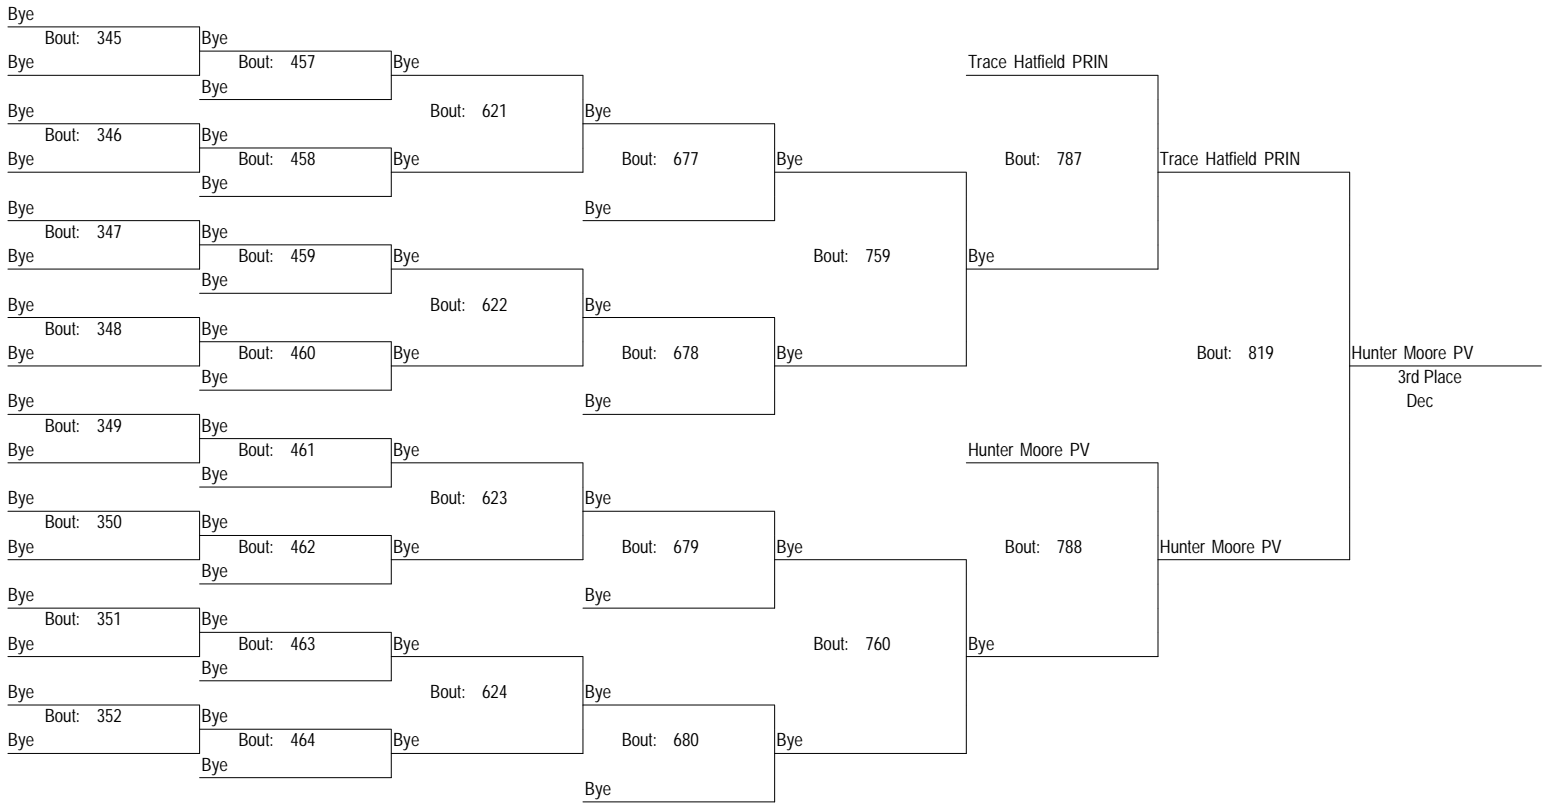 Bye
Bout: 345 Bye
Bye Bout: 457 Bye Trace Hatfield PRIN
Bye
Bye Bout: 621 Bye
Bout: 346 Bye
Bye Bout: 458 Bye Bout: 677 Bye Bout: 787 Trace Hatfield PRIN
Bye
Bye Bye
Bout: 347 Bye
Bye Bout: 459 Bye Bout: 759 Bye
Bye
Bye Bout: 622 Bye
Bout: 348 Bye
Bye Bout: 460 Bye Bout: 678 Bye Bout: 819 Hunter Moore PV
Bye 3rd Place
Bye Bye Dec
Bout: 349 Bye
Bye Bout: 461 Bye Hunter Moore PV
Bye
Bye Bout: 623 Bye
Bout: 350 Bye
Bye Bout: 462 Bye Bout: 679 Bye Bout: 788 Hunter Moore PV
Bye
Bye Bye
Bout: 351 Bye
Bye Bout: 463 Bye Bout: 760 Bye
Bye
Bye Bout: 624 Bye
Bout: 352 Bye
Bye Bout: 464 Bye Bout: 680 Bye
Bye
Bye